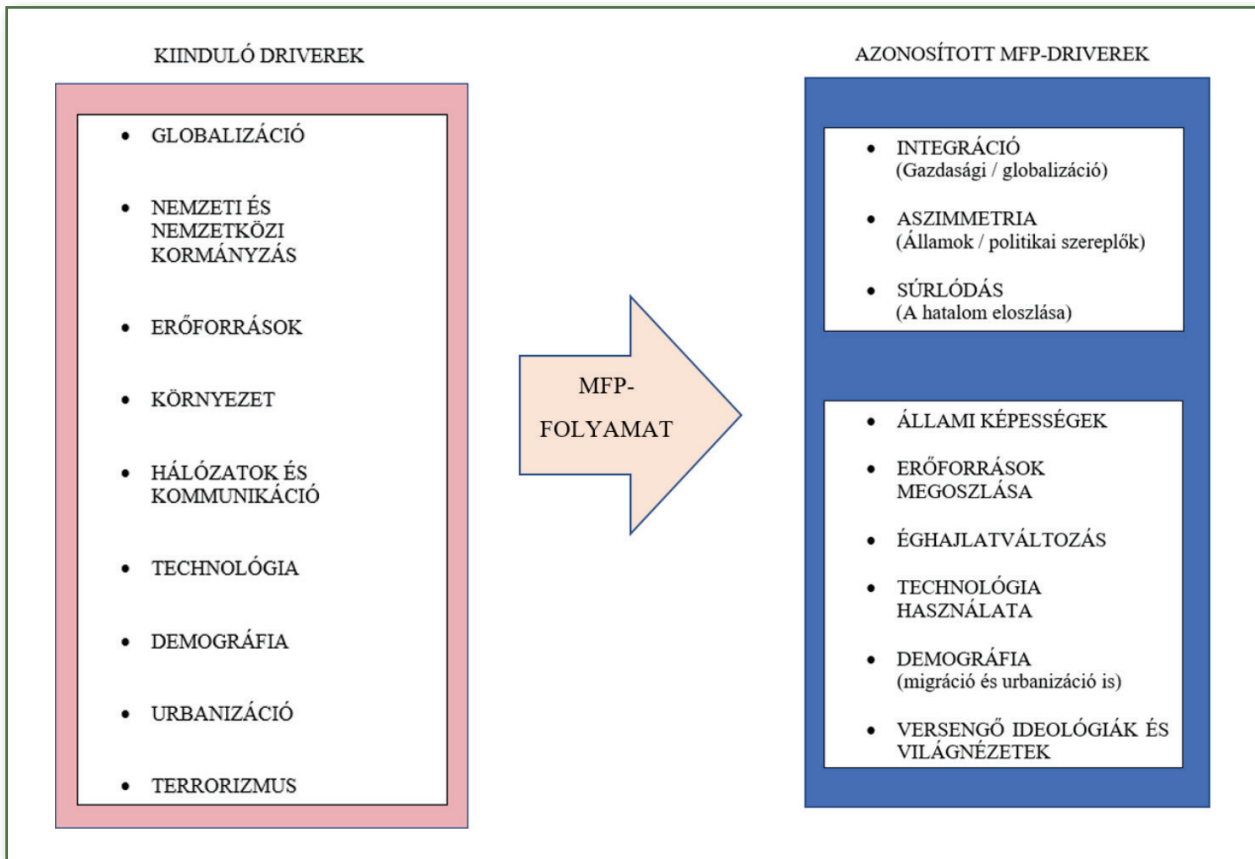 KIINDULÓ DRIVEREK
• GLOBALIZÁCIÓ
• NEMZETI ÉS
NEMZETKÖZI
KORMÁNYZÁS
• ERŐFORRÁSOK
• KÖRNYEZET
• HÁLÓZATOK ÉS
KOMMUNIKÁCIÓ
• TECHNOLÓGIA
• DEMOGRÁFIA
• URBANIZÁCIÓ
• TERRORIZMUS
MFP-
FOLYAMAT
AZONOSÍTOTT MFP-DRIVEREK
• INTEGRÁCIÓ
(Gazdasági / globalizáció)
• ASZIMMETRIA
(Államok / politikai szereplők)
• SÚRLÓDÁS
(A hatalom eloszlása)
• ÁLLAMI KÉPESSÉGEK
• ERŐFORRÁSOK
MEGOSZLÁSA
• ÉGHAJLATVÁLTOZÁS
• TECHNOLÓGIA
HASZNÁLATA
• DEMOGRÁFIA
(migráció és urbanizáció is)
• VERSENGŐ IDEOLÓGIÁK ÉS
VILÁGNÉZETEK